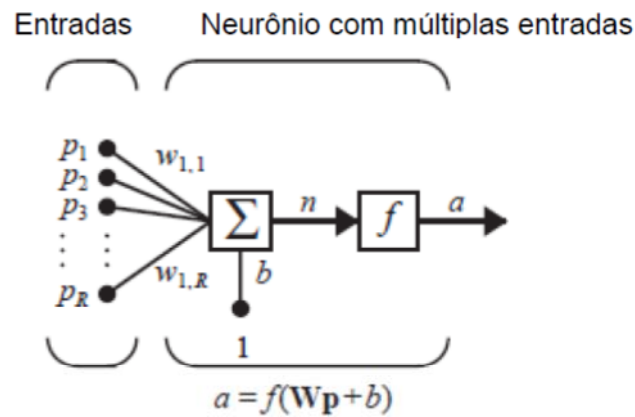 Entradas Neurônio com múltiplas entradas
p1 w1,1
p2
p3 Σ n f a
pR w1,R b
1
a = f(Wp+b)